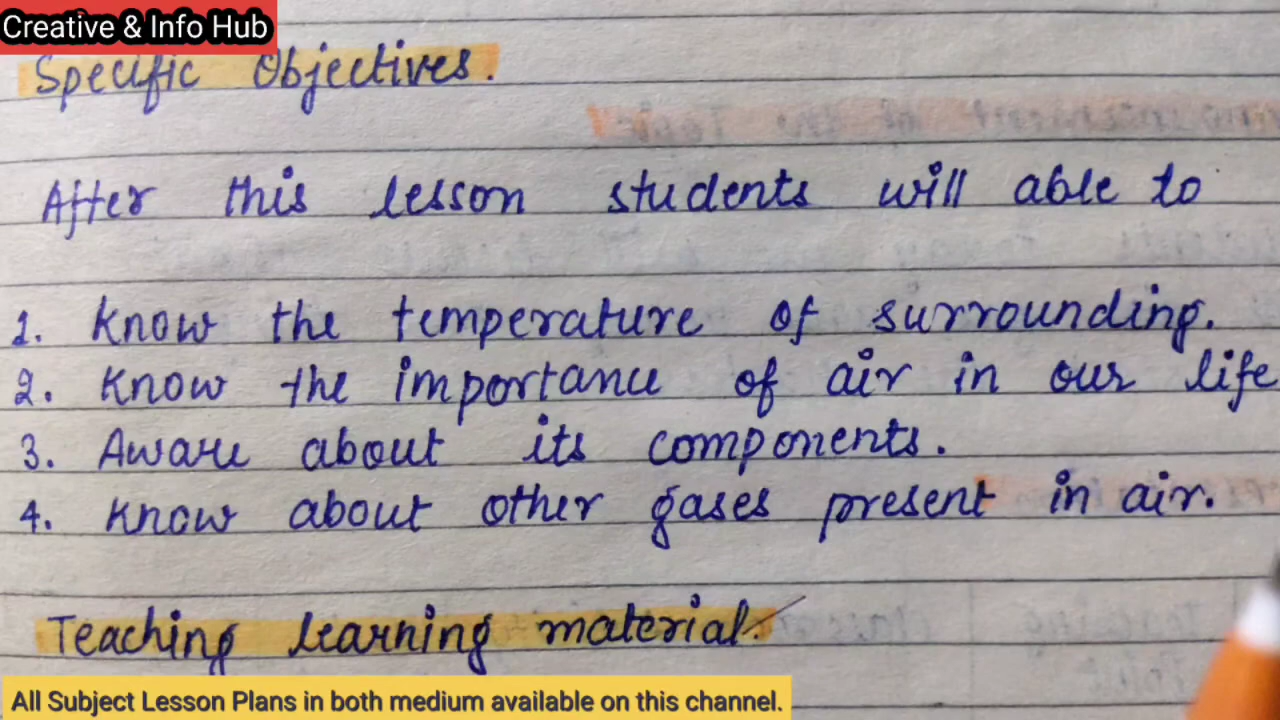 Creative & Info Hub
Specific Objectives.
After this lesson students will able to
1. Know the temperature of surrounding.
2. Know the importance of air in our life
3. Aware about its components.
4. Know about other gases present in air.
Teaching learning material.
All Subject Lesson Plans in both medium available on this channel.